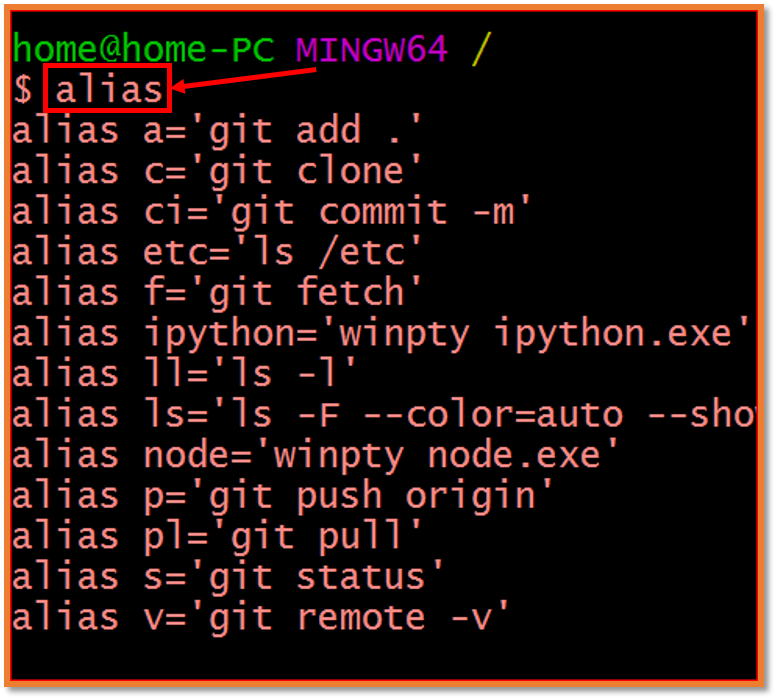 home@home-PC MINGW64 /
$ alias
alias a='git add .'
alias c='git clone'
alias ci='git commit -m'
alias etc='ls /etc'
alias f='git fetch'
alias ipython='winpty ipython.exe'
alias ll='ls -l'
alias ls='ls -F --color=auto --show
alias node='winpty node.exe'
alias p='git push origin'
alias pl='git pull'
alias s='git status'
alias v='git remote -v'